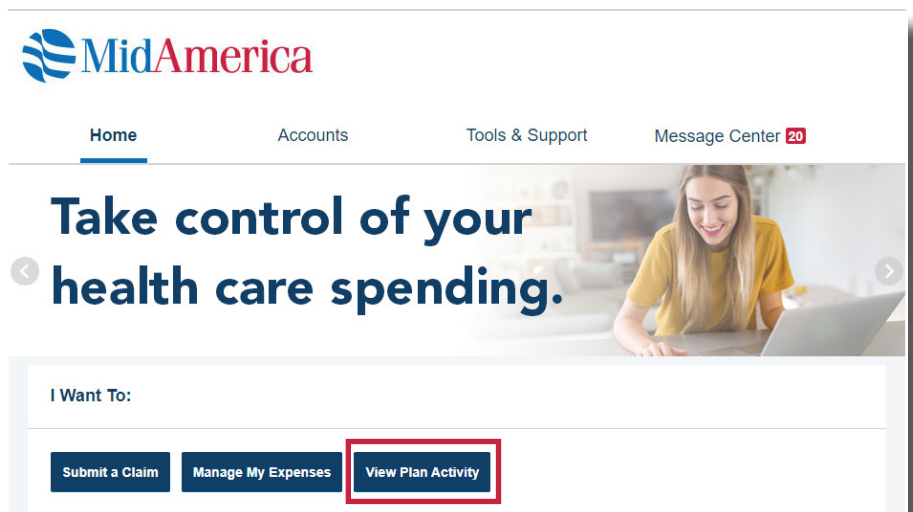 MidAmerica
Home Accounts Tools & Support Message Center 20
Take control of your
health care spending.
I Want To:
Submit a Claim Manage My Expenses View Plan Activity